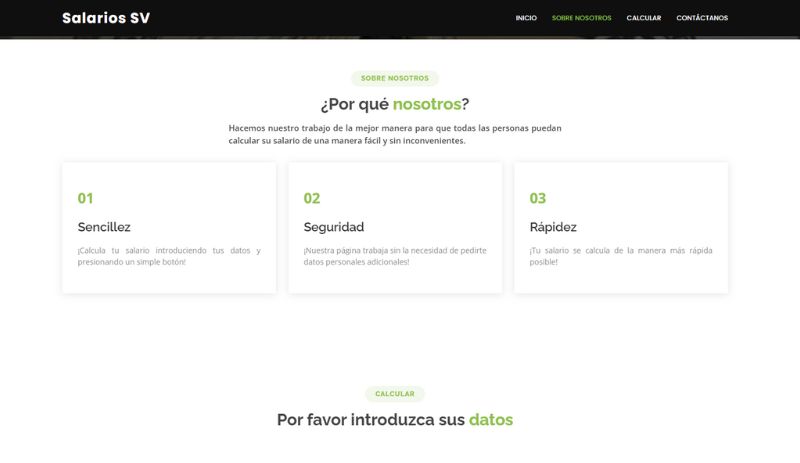 Salarios SV
INICIO
SOBRE NOSOTROS
CALCULAR
CONTÁCTANOS
SOBRE NOSOTROS
¿Por qué nosotros?
Hacemos nuestro trabajo de la mejor manera para que todas las personas puedan
calcular su salario de una manera fácil y sin inconvenientes.
01
Sencillez
¡Calcula tu salario introduciendo tus datos y
presionando un simple botón!
02
Seguridad
¡Nuestra página trabaja sin la necesidad de pedirte
datos personales adicionales!
03
Rápidez
¡Tu salario se calcula de la manera más rápida
posible!
CALCULAR
Por favor introduzca sus datos